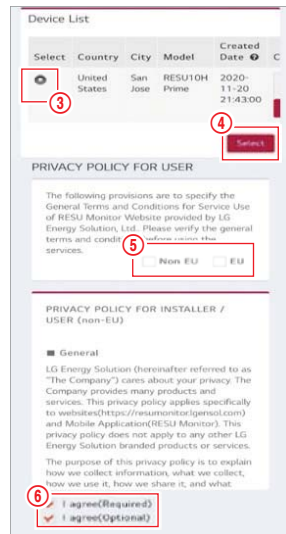 Device List
Select Country City Model Created Date C
③ United States San Jose RESU10H Prime 2020-11-20 21:43:00
④
Select
PRIVACY POLICY FOR USER
The following provisions are to specify the
General Terms and Conditions for Service Use
of RESU Monitor Website provided by LG
Energy Solution, Ltd. Please verify the general
terms and conditions before using the
services.
⑤
Non EU EU
PRIVACY POLICY FOR INSTALLER /
USER (non-EU)
■ General
LG Energy Solution (hereinafter referred to as
"The Company") cares about your privacy. The
Company provides many products and
services. This privacy policy applies specifically
to websites(https://resumonitor.lgensol.com)
and Mobile Application(RESU Monitor). This
privacy policy does not apply to any other LG
Energy Solution branded products or services.
The purpose of this privacy policy is to explain
how we collect information, what we collect,
how we use it, how we share it, and what
⑥
I agree(Required)
I agree(Optional)